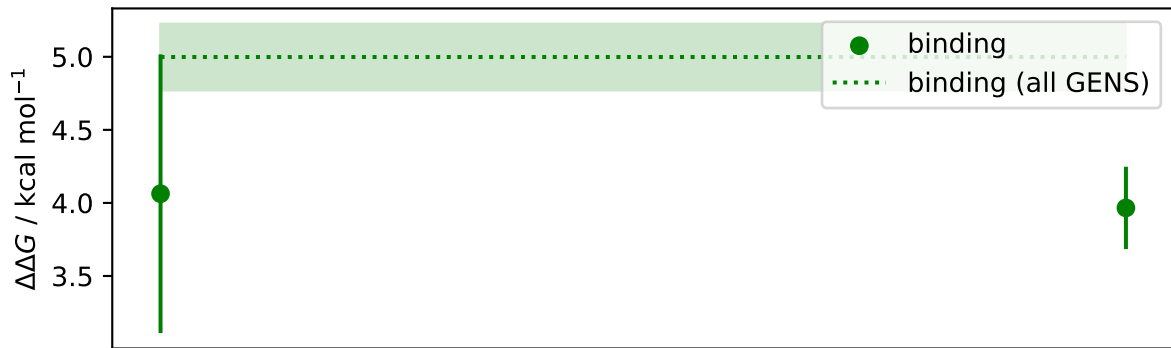 5.0
4.5
4.0
3.5
ΔΔG / kcal mol⁻¹
binding
binding (all GENS)